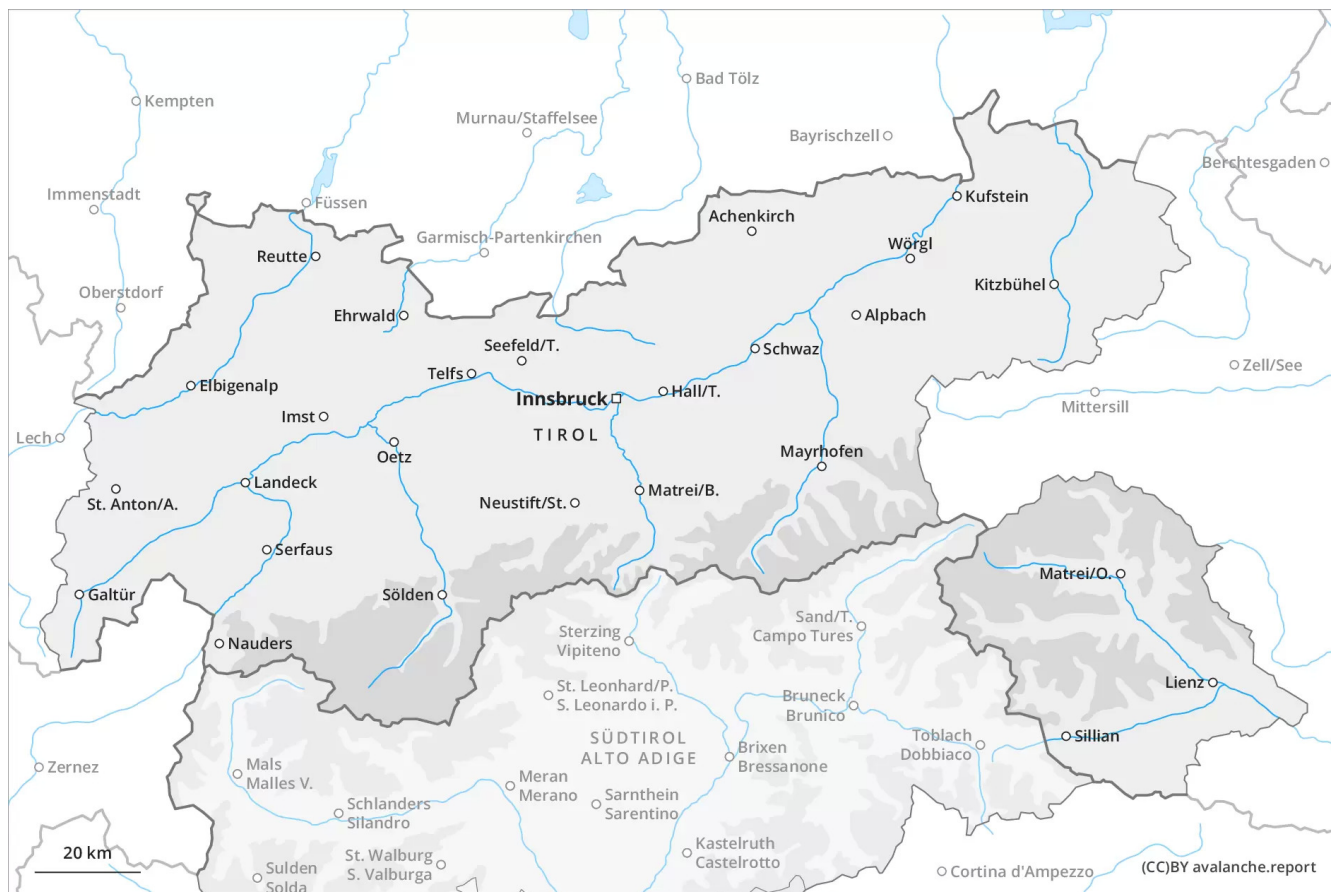 Bad Tölz
Kempten
Murnau/Staffelsee
Bayrischzell
Berchtesgaden
Immenstadt
Füssen
Kufstein
Achenkirch
Garmisch-Partenkirchen
Wörgl
Reutte
Kitzbühel
Oberstdorf
Ehrwald
Alpbach
Seefeld/T.
Schwaz
Zell/See
Telfs
Elbigenalp
Innsbruck
Hall/T.
Mittersill
Imst
TIROL
Lech
Oetz
Mayrhofen
Landeck
Matrei/B.
St. Anton/A.
Neustift/St.
Serfaus
Matrei/O.
Galtür
Sölden
Sand/T.
Campo Tures
Sterzing
Vipiteno
Nauders
Lienz
St. Leonhard/P.
S. Leonardo i. P.
Bruneck
Brunico
SÜDTIROL
ALTO ADIGE
Toblach
Dobbiaco
Sillian
Brixen
Bressanone
Zernez
Mals
Malles V.
Meran
Merano
Sarnthein
Sarentino
Schlanders
Silandro
Kastelruth
Castelrotto
20 km
St. Walburg
S. Valburga
Sulden
Solda
Cortina d'Ampezzo
(CC)BY avalanche.report